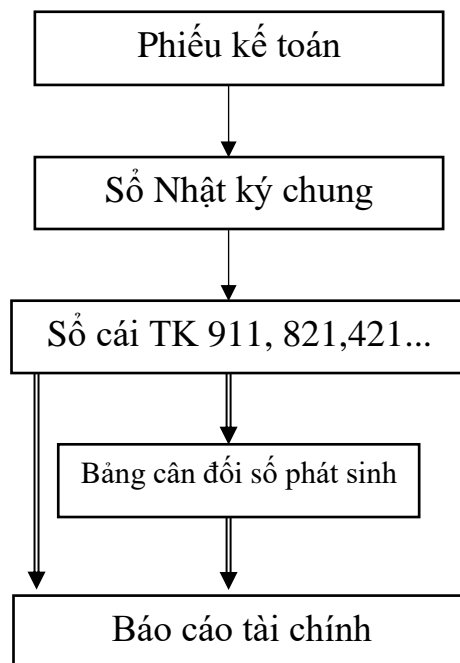 Phiếu kế toán
Sổ Nhật ký chung
Sổ cái TK 911, 821,421...
Bảng cân đối số phát sinh
Báo cáo tài chính